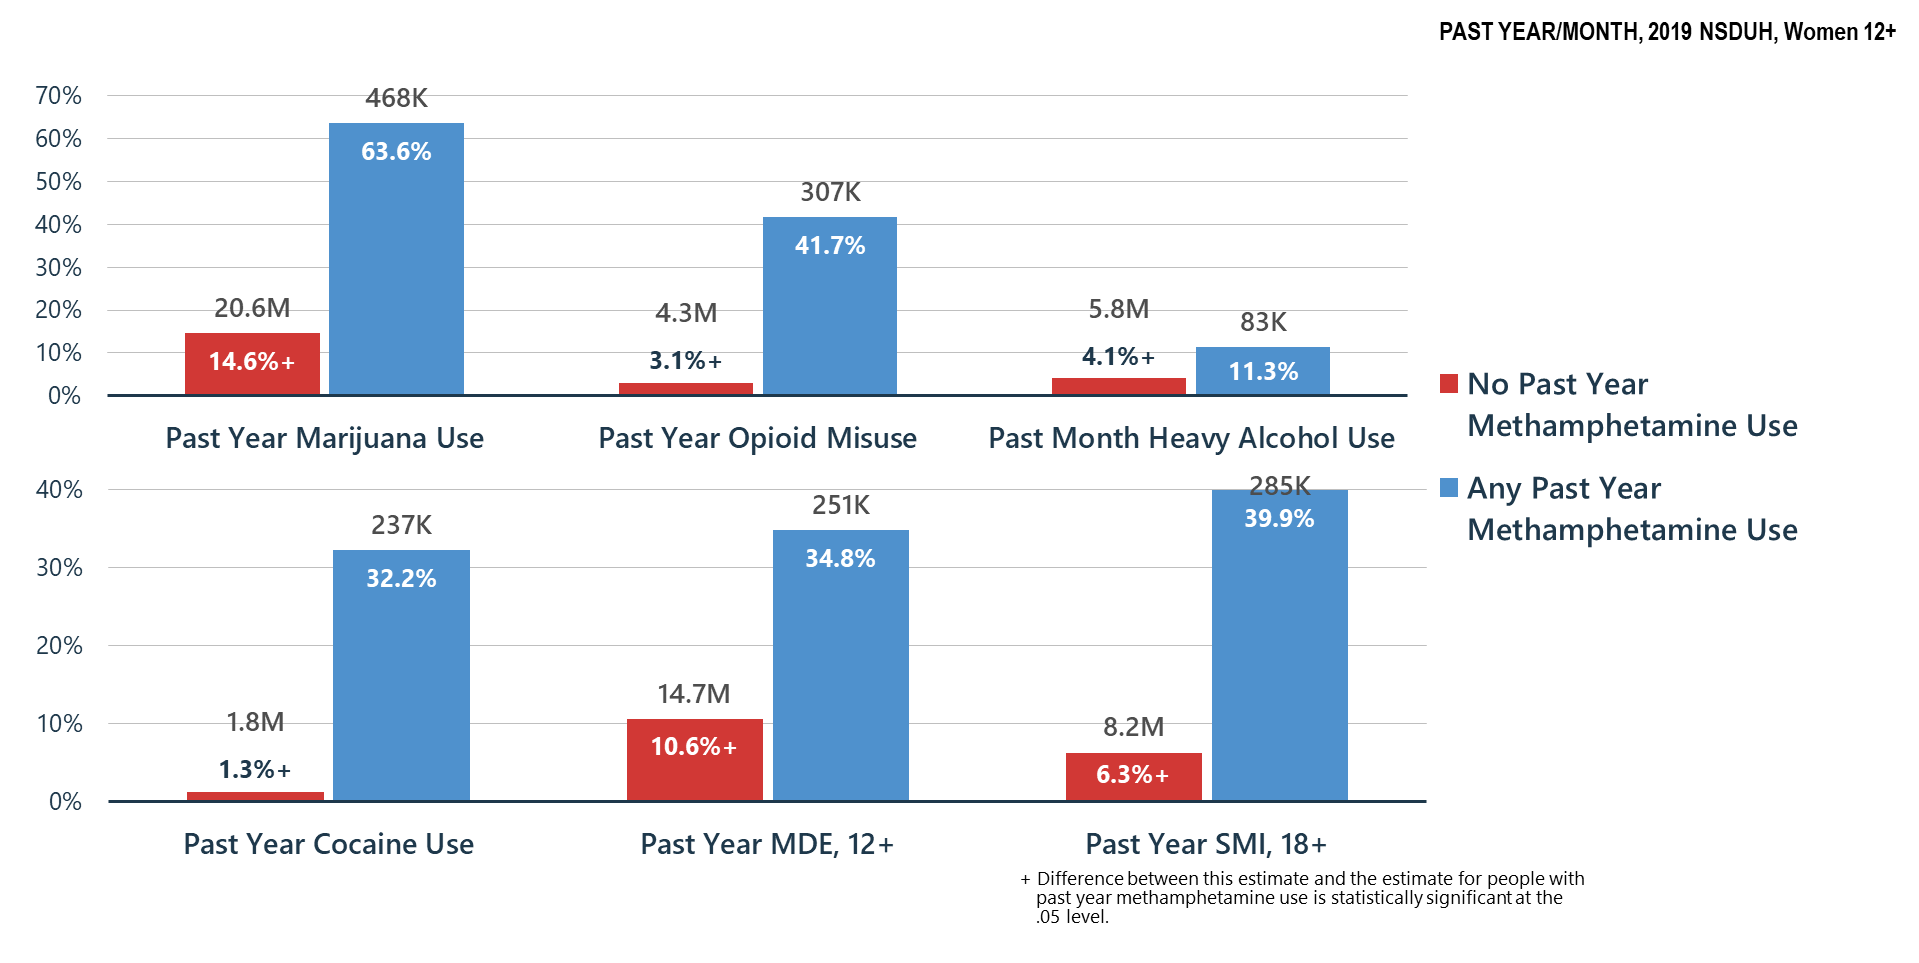 PAST YEAR/MONTH, 2019 NSDUH, Women 12+
70%
60%
50%
40%
30%
20%
10%
0%
468K
63.6%
20.6M
14.6%+
307K
41.7%
4.3M
3.1%+
5.8M
4.1%+
83K
11.3%
Past Year Marijuana Use
Past Year Opioid Misuse
Past Month Heavy Alcohol Use
No Past Year
Methamphetamine Use
Any Past Year
Methamphetamine Use
40%
30%
20%
10%
0%
237K
32.2%
1.8M
1.3%+
251K
34.8%
14.7M
10.6%+
285K
39.9%
8.2M
6.3%+
Past Year Cocaine Use
Past Year MDE, 12+
Past Year SMI, 18+
+ Difference between this estimate and the estimate for people with
past year methamphetamine use is statistically significant at the
.05 level.